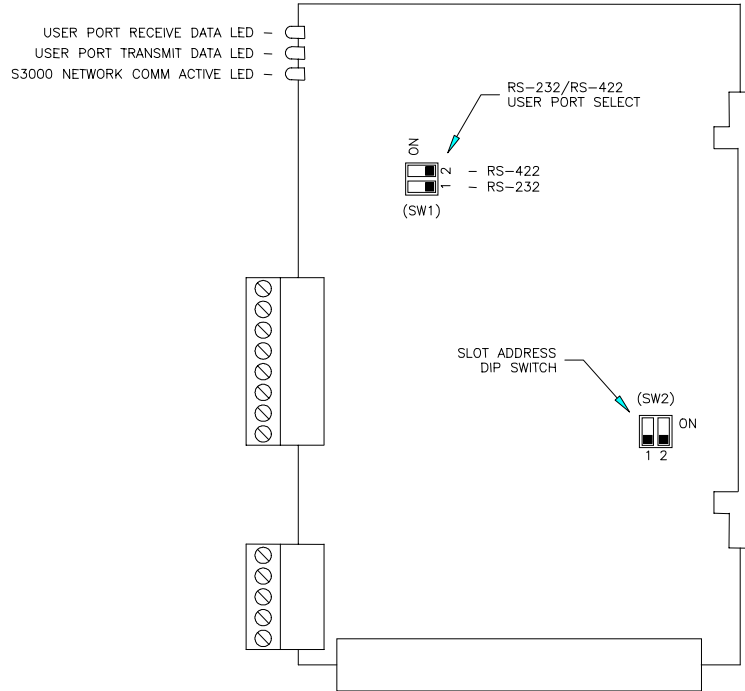 USER PORT RECEIVE DATA LED –
USER PORT TRANSMIT DATA LED –
S3000 NETWORK COMM ACTIVE LED –
RS-232/RS-422
USER PORT SELECT
ON
2 – RS-422
1 – RS-232
(SW1)
SLOT ADDRESS
DIP SWITCH
(SW2)
ON
1 2